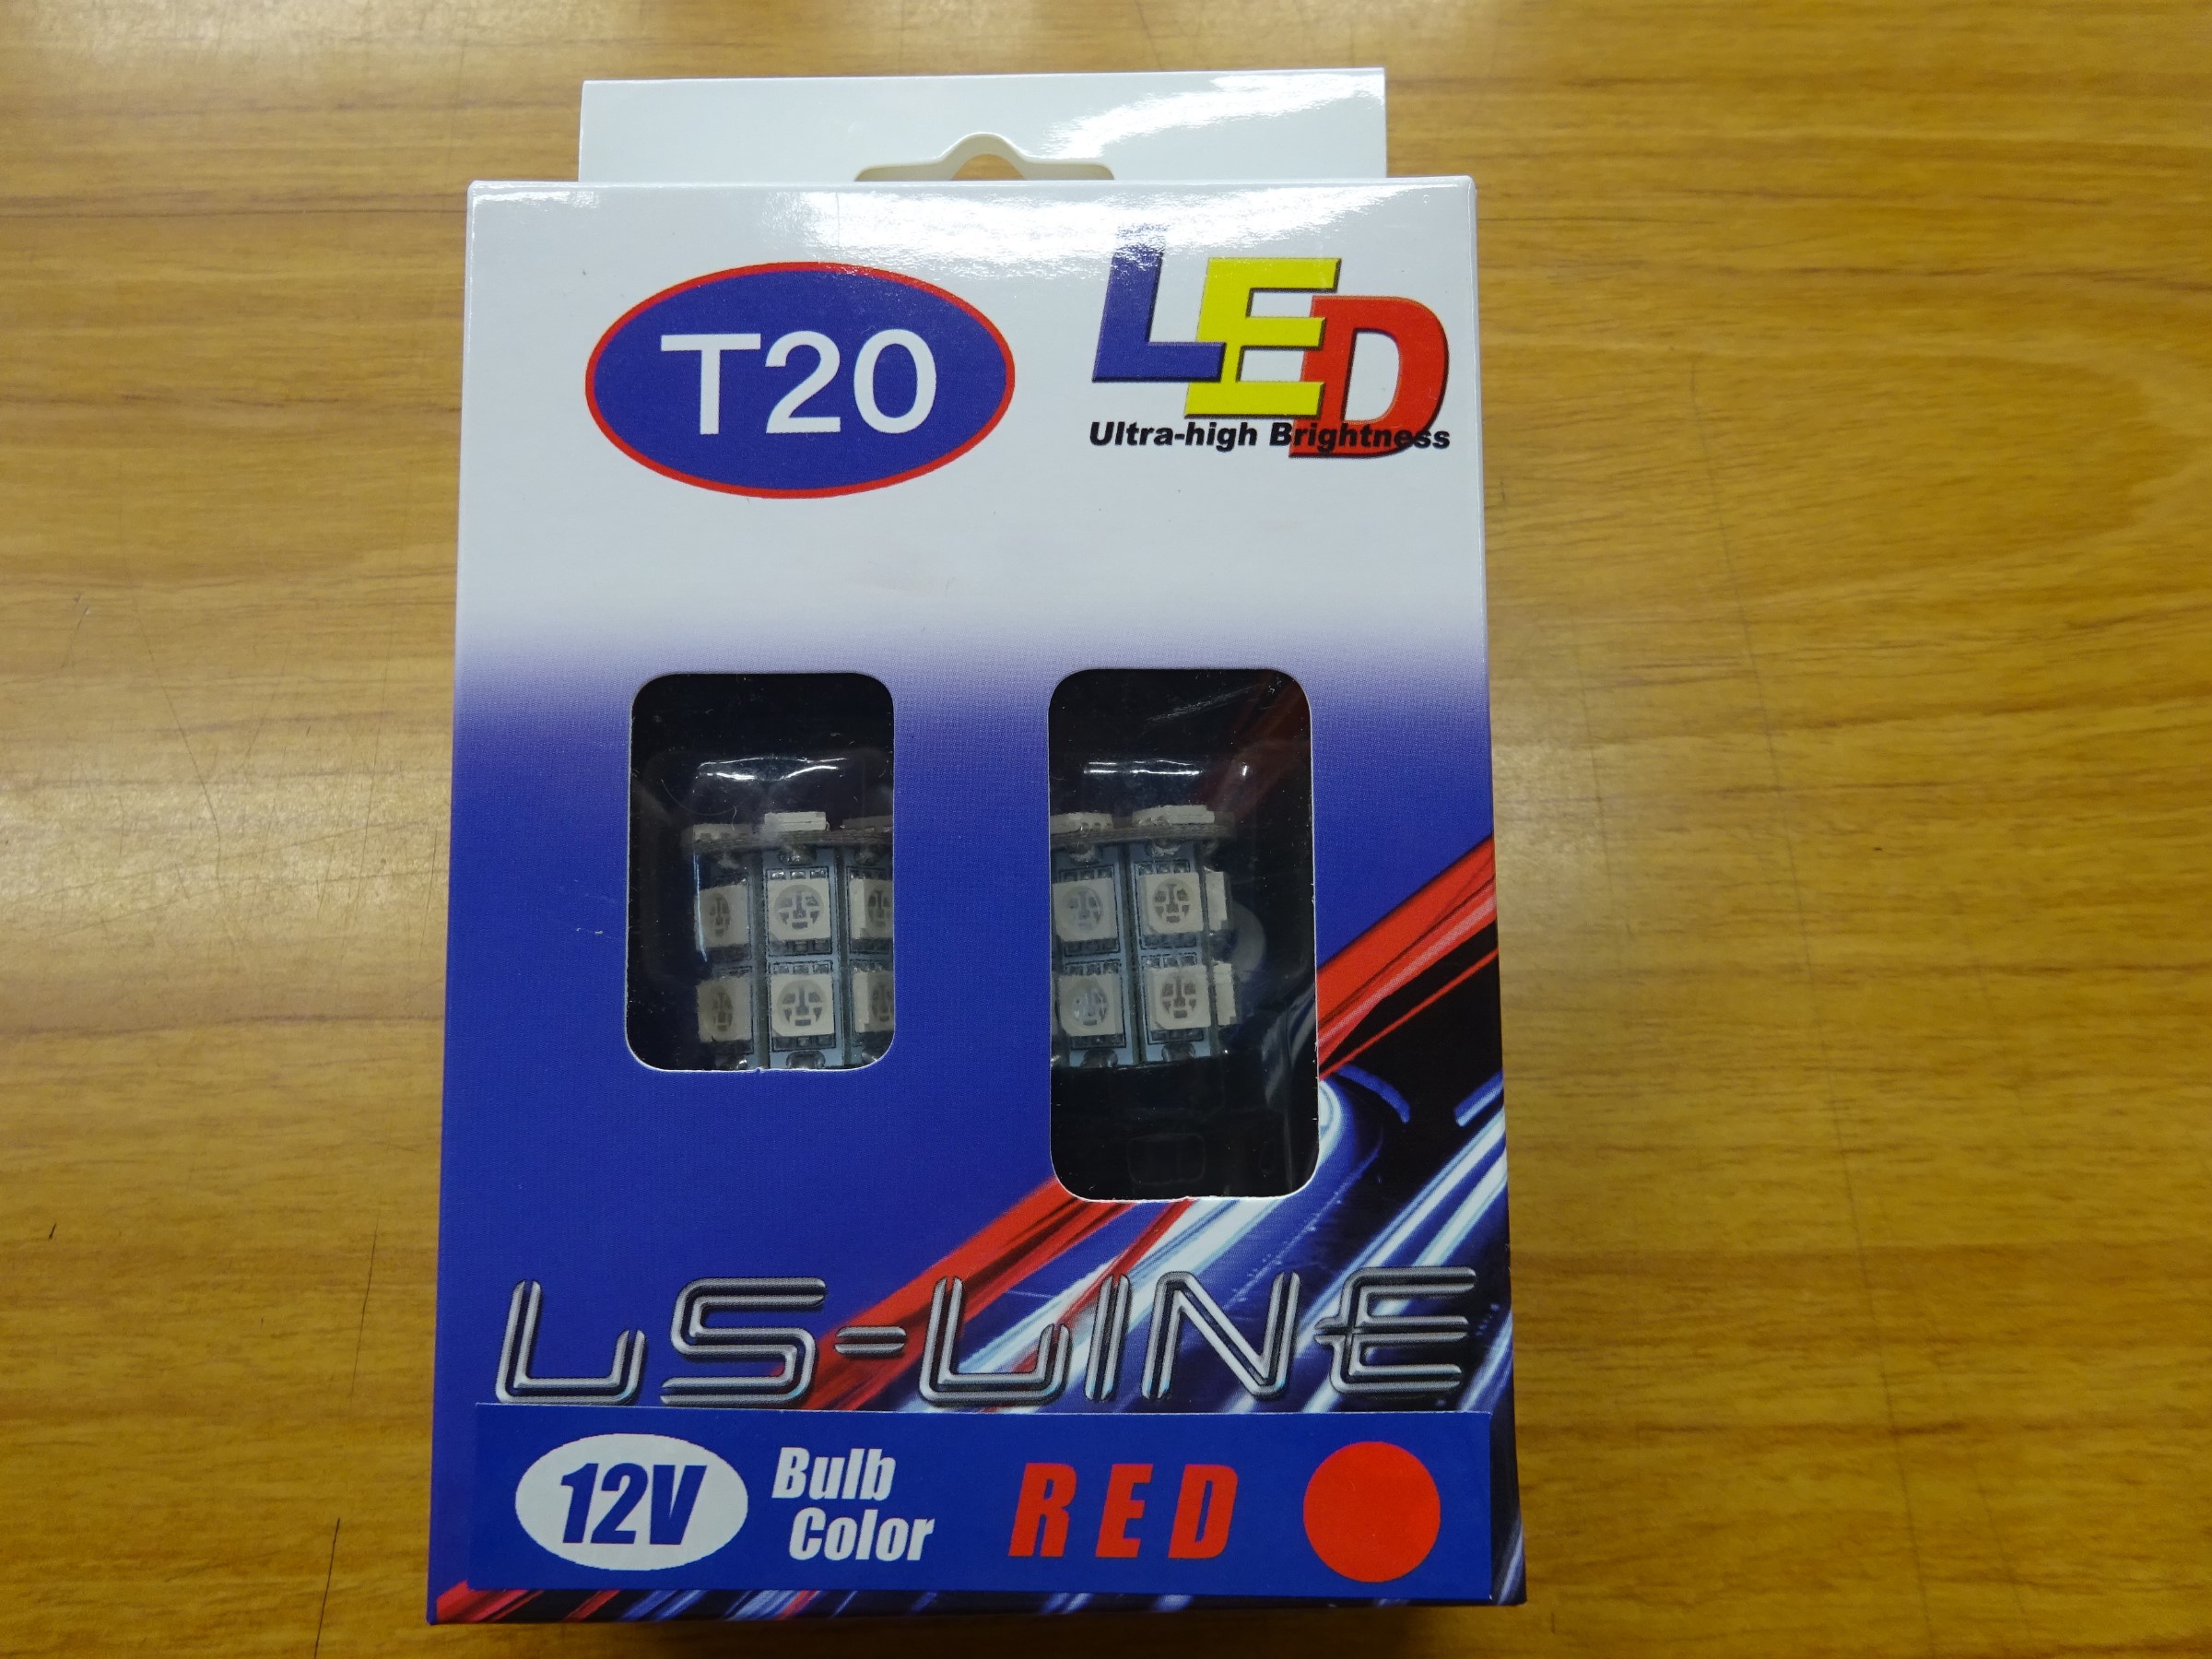 T20
LED
Ultra-high Brightness
LS-LINE
12V
Bulb
Color
RED